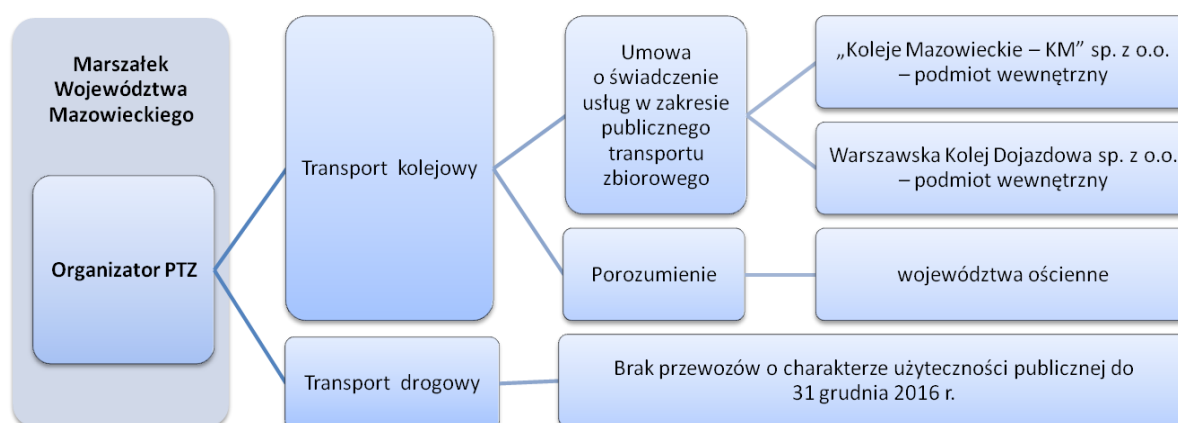 Marszałek
Województwa
Mazowieckiego
Organizator PTZ
Transport kolejowy
Umowa
o świadczenie
usług w zakresie
publicznego
transportu
zbiorowego
„Koleje Mazowieckie – KM” sp. z o.o.
– podmiot wewnętrzny
Warszawska Kolej Dojazdowa sp. z o.o.
– podmiot wewnętrzny
Porozumienie
województwa ościenne
Transport drogowy
Brak przewozów o charakterze użyteczności publicznej do
31 grudnia 2016 r.